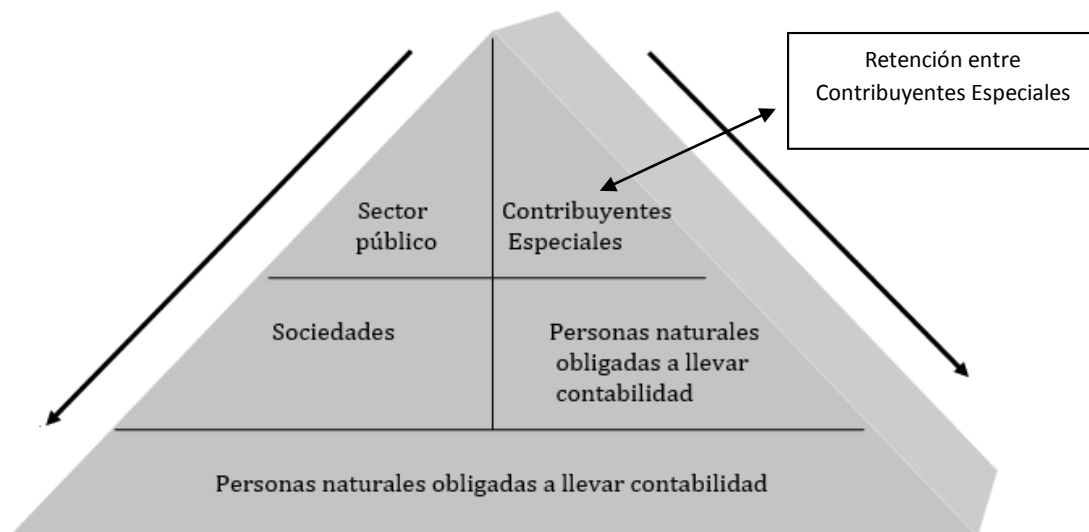 Retención entre
Contribuyentes Especiales
Sector
público
Contribuyentes
Especiales
Sociedades
Personas naturales
obligadas a llevar
contabilidad
Personas naturales obligadas a llevar contabilidad